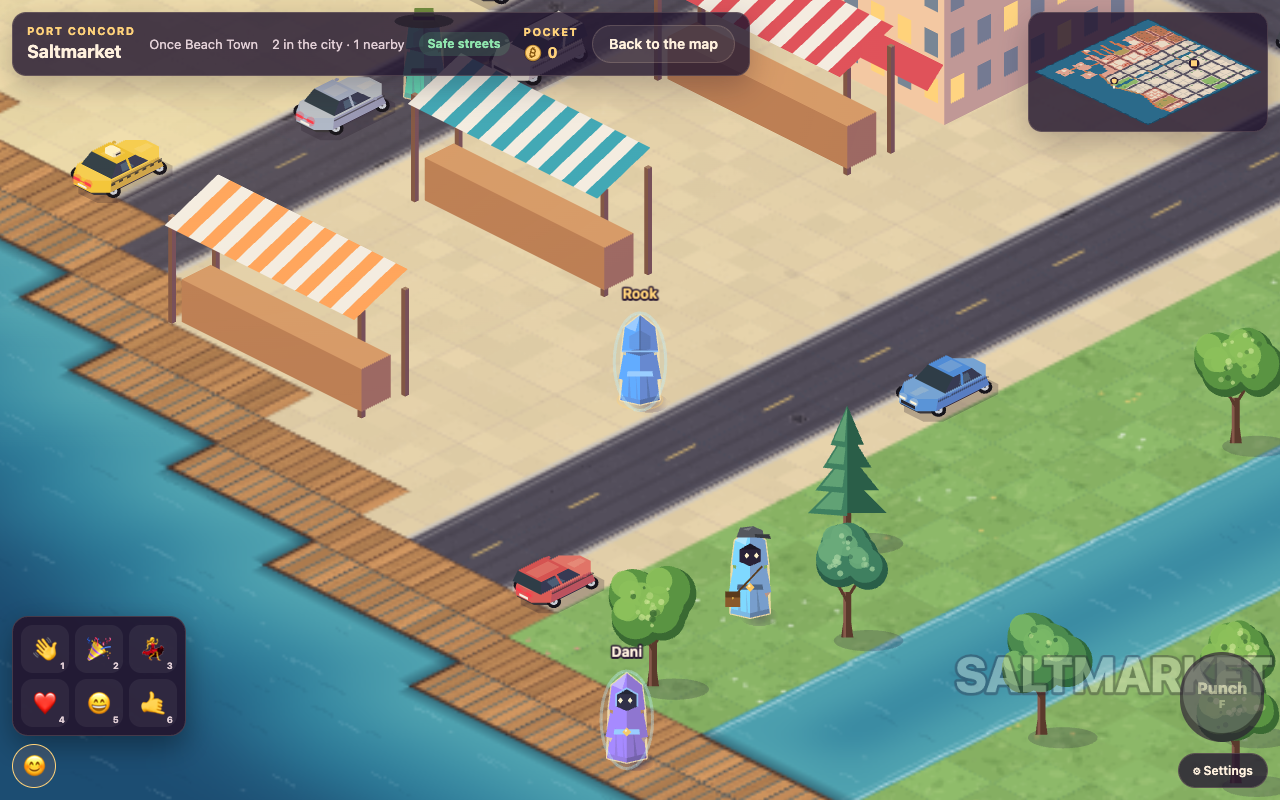 PORT CONCORD
Saltmarket
Once Beach Town
2 in the city · 1 nearby
Safe streets
POCKET
0
Back to the map
Rook
Dani
1
2
3
4
5
6
SALTMARKET
Punch
F
Settings